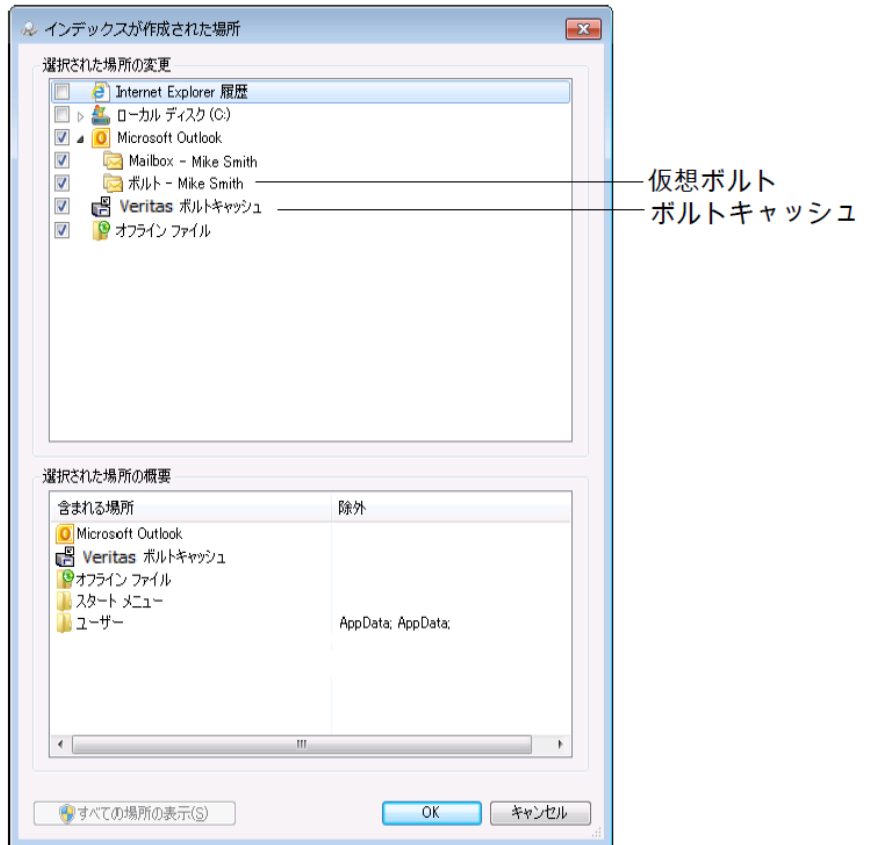 インデックスが作成された場所
選択された場所の変更
Internet Explorer 履歴
ローカル ディスク (C:)
Microsoft Outlook
Mailbox - Mike Smith
ボルト - Mike Smith
仮想ボルト
Veritas ボルトキャッシュ
ボルトキャッシュ
オフライン ファイル
選択された場所の概要
含まれる場所 除外
Microsoft Outlook
Veritas ボルトキャッシュ
オフライン ファイル
スタート メニュー
ユーザー AppData; AppData;
すべての場所の表示(S) OK キャンセル